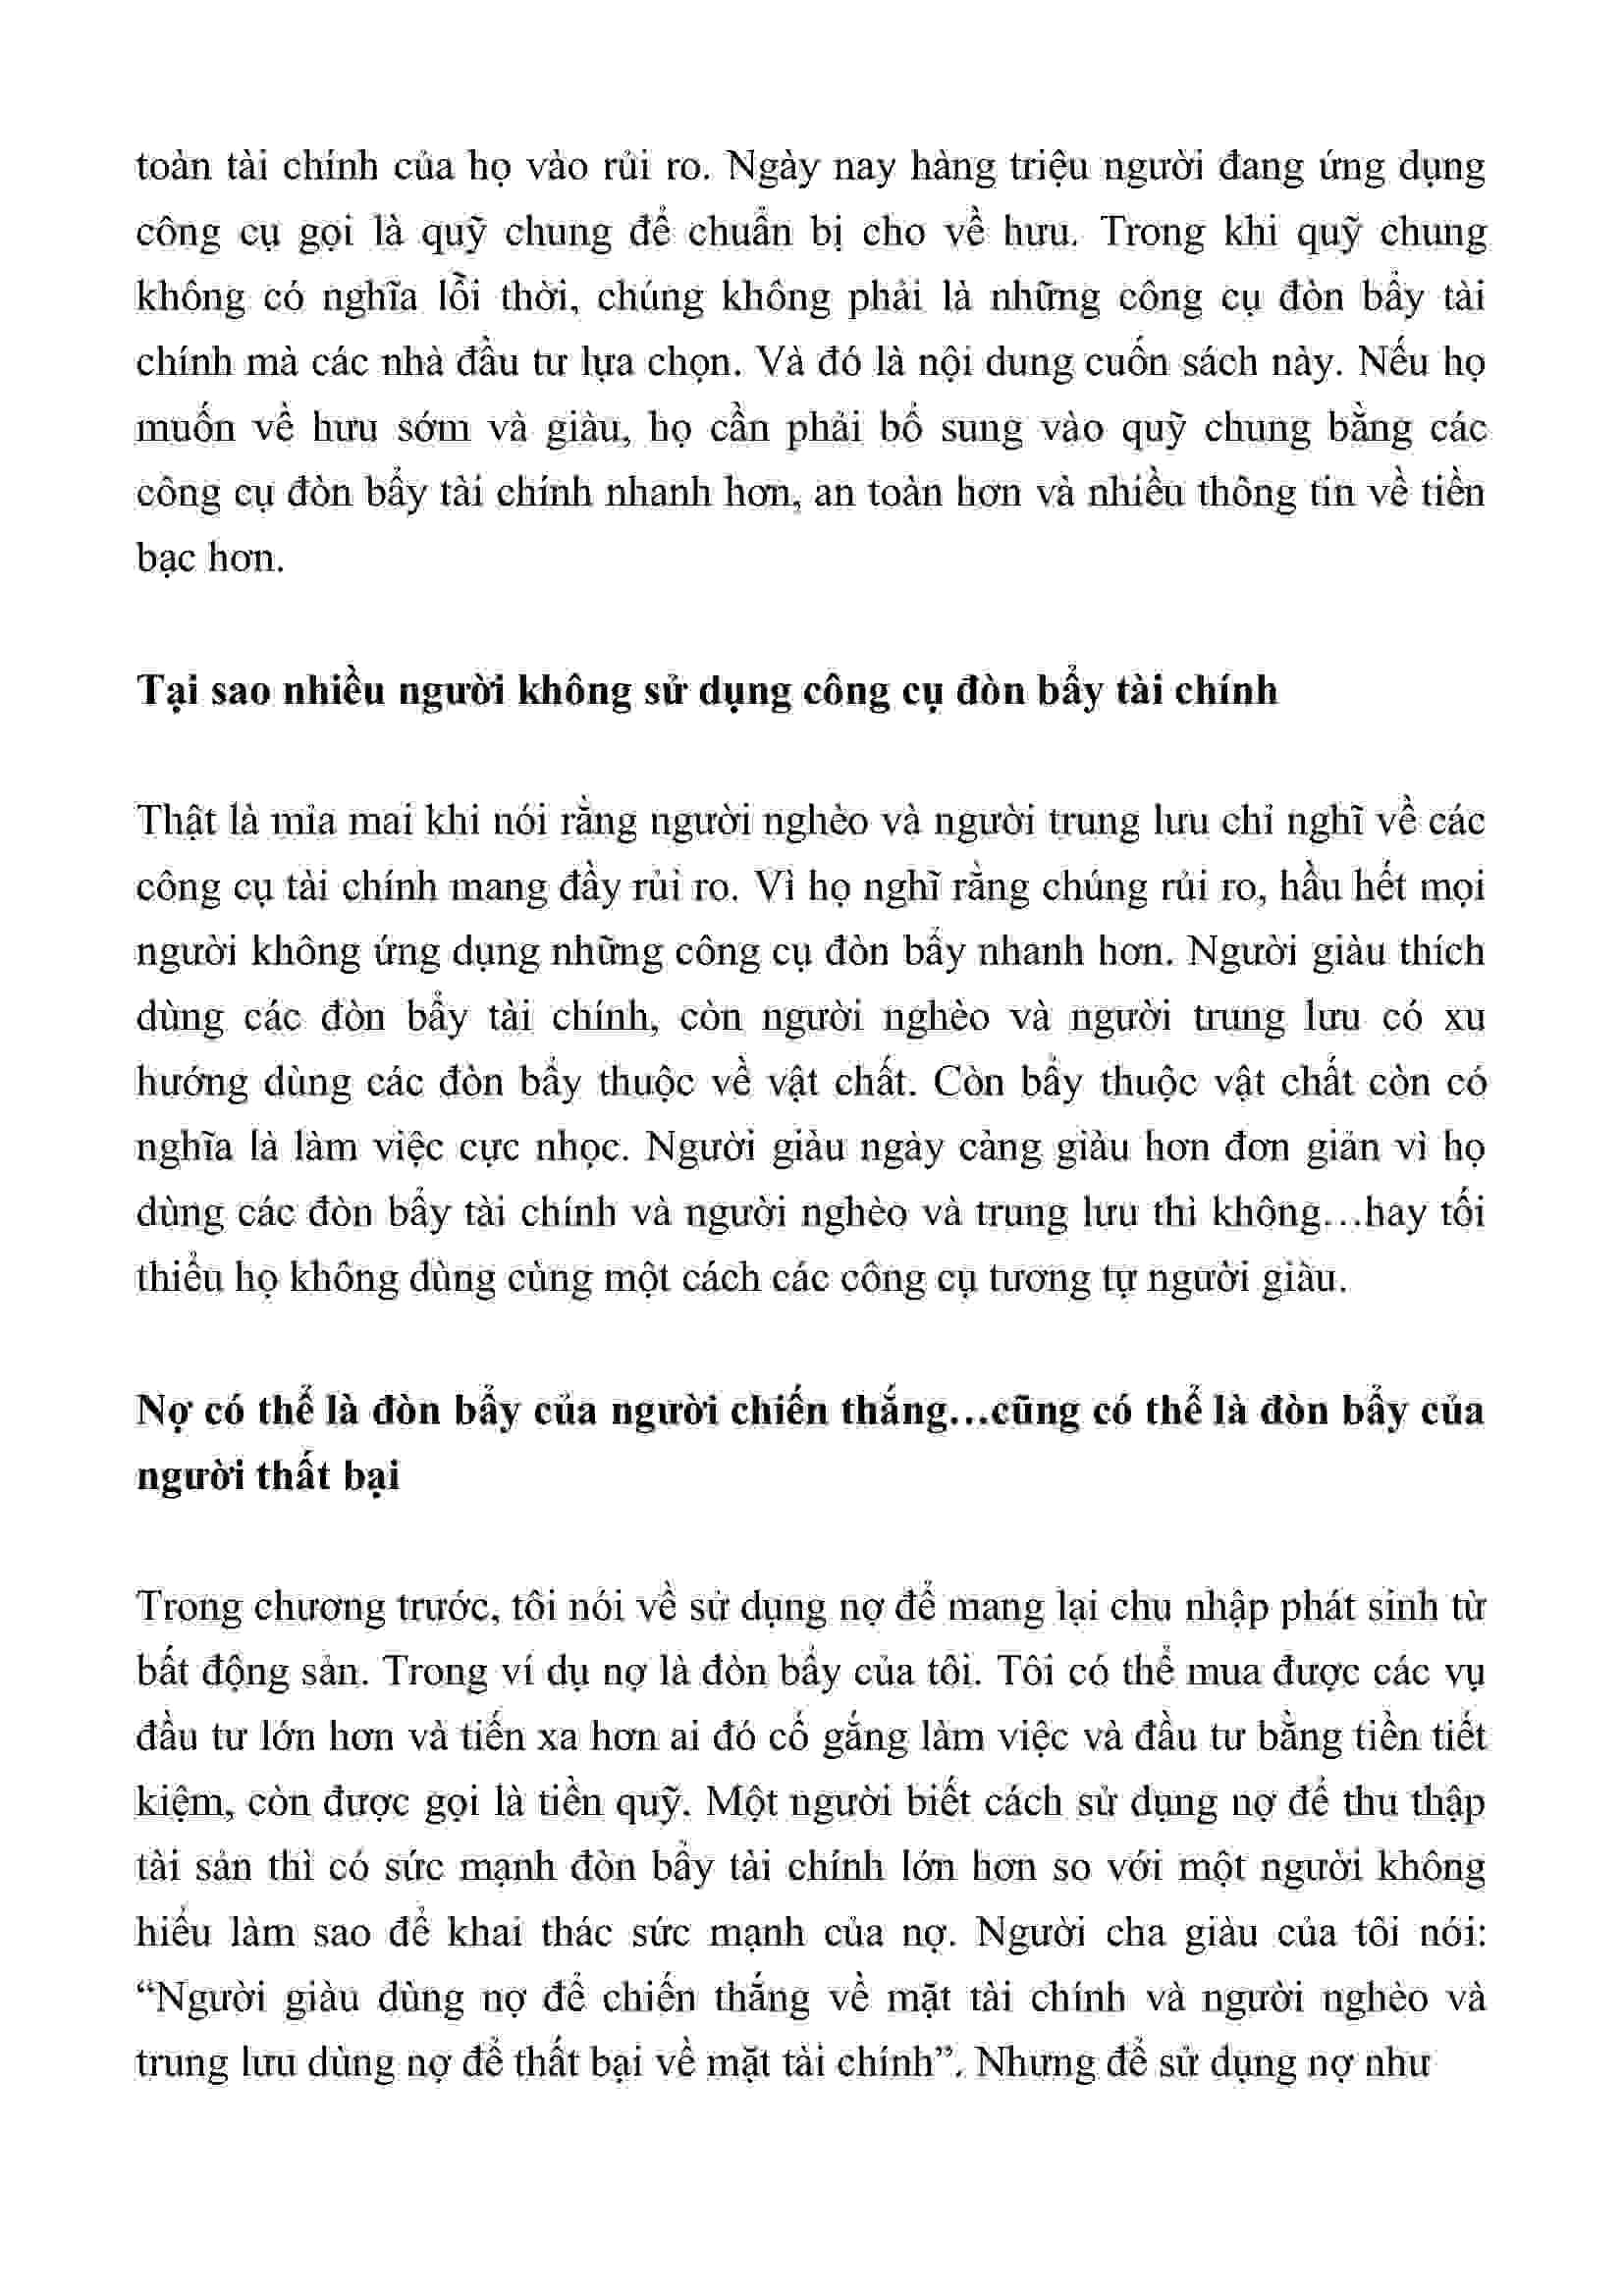 toàn tài chính của họ vào rủi ro. Ngày nay hàng triệu người đang ứng dụng
công cụ gọi là quỹ chung để chuẩn bị cho về hưu. Trong khi quỹ chung
không có nghĩa lỗi thời, chúng không phải là những công cụ đòn bẩy tài
chính mà các nhà đầu tư lựa chọn. Và đó là nội dung cuốn sách này. Nếu họ
muốn về hưu sớm và giàu, họ cần phải bổ sung vào quỹ chung bằng các
công cụ đòn bẩy tài chính nhanh hơn, an toàn hơn và nhiều thông tin về tiền
bạc hơn.
Tại sao nhiều người không sử dụng công cụ đòn bẩy tài chính
Thật là mỉa mai khi nói rằng người nghèo và người trung lưu chỉ nghĩ về các
công cụ tài chính mang đầy rủi ro. Vì họ nghĩ rằng chúng rủi ro, hầu hết mọi
người không ứng dụng những công cụ đòn bẩy nhanh hơn. Người giàu thích
dùng các đòn bẩy tài chính, còn người nghèo và người trung lưu có xu
hướng dùng các đòn bẩy thuộc về vật chất. Còn bẩy thuộc vật chất còn có
nghĩa là làm việc cực nhọc. Người giàu ngày càng giàu hơn đơn giản vì họ
dùng các đòn bẩy tài chính và người nghèo và trung lưu thì không…hay tối
thiểu họ không dùng cùng một cách các công cụ tương tự người giàu.
Nợ có thể là đòn bẩy của người chiến thắng…cũng có thể là đòn bẩy của
người thất bại
Trong chương trước, tôi nói về sử dụng nợ để mang lại chu nhập phát sinh từ
bất động sản. Trong ví dụ nợ là đòn bẩy của tôi. Tôi có thể mua được các vụ
đầu tư lớn hơn và tiến xa hơn ai đó cố gắng làm việc và đầu tư bằng tiền tiết
kiệm, còn được gọi là tiền quỹ. Một người biết cách sử dụng nợ để thu thập
tài sản thì có sức mạnh đòn bẩy tài chính lớn hơn so với một người không
hiểu làm sao để khai thác sức mạnh của nợ. Người cha giàu của tôi nói:
“Người giàu dùng nợ để chiến thắng về mặt tài chính và người nghèo và
trung lưu dùng nợ để thất bại về mặt tài chính”. Nhưng để sử dụng nợ như